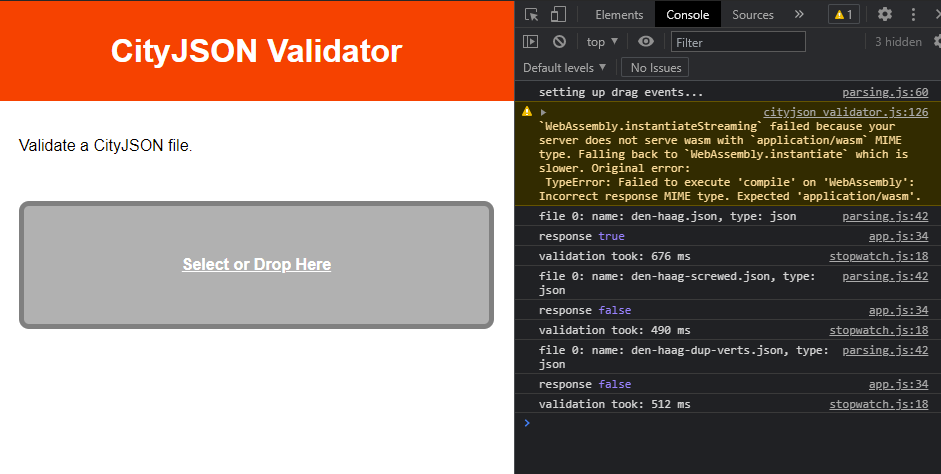 CityJSON Validator
Validate a CityJSON file.
Select or Drop Here
Elements Console Sources » 1
top ▼ Filter 3 hidden
Default levels ▼ No Issues
setting up drag events... parsing.js:60
cityjson_validator.js:126
`WebAssembly.instantiateStreaming` failed because your
server does not serve wasm with `application/wasm` MIME
type. Falling back to `WebAssembly.instantiate` which is
slower. Original error:
TypeError: Failed to execute 'compile' on 'WebAssembly':
Incorrect response MIME type. Expected 'application/wasm'.
file 0: name: den-haag.json, type: json parsing.js:42
response true app.js:34
validation took: 676 ms stopwatch.js:18
file 0: name: den-haag-screwed.json, type: parsing.js:42
json
response false app.js:34
validation took: 490 ms stopwatch.js:18
file 0: name: den-haag-dup-verts.json, type: parsing.js:42
json
response false app.js:34
validation took: 512 ms stopwatch.js:18